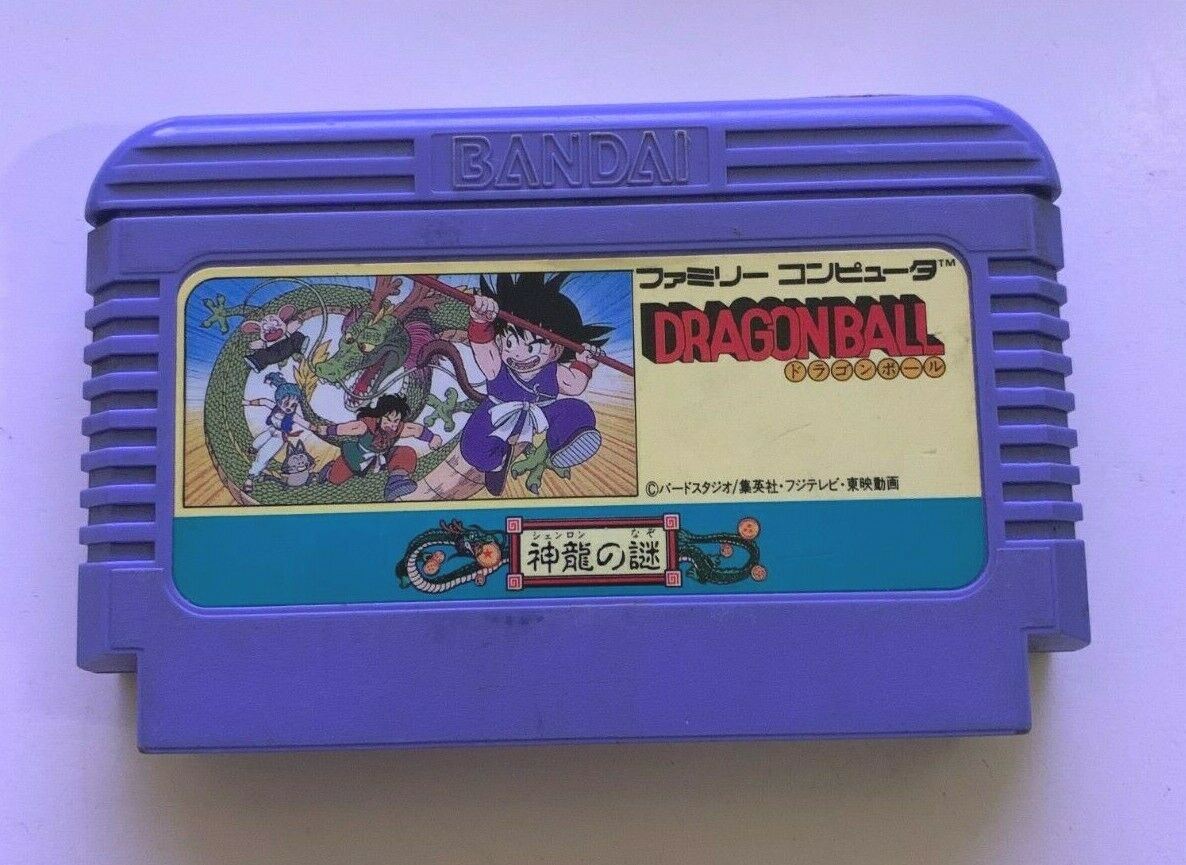 BANDAI
ファミリー コンピュータ™
DRAGON BALL
ドラゴンボール
©バードスタジオ/集英社・フジテレビ・東映動画
シェンロン なぞ
神龍の謎